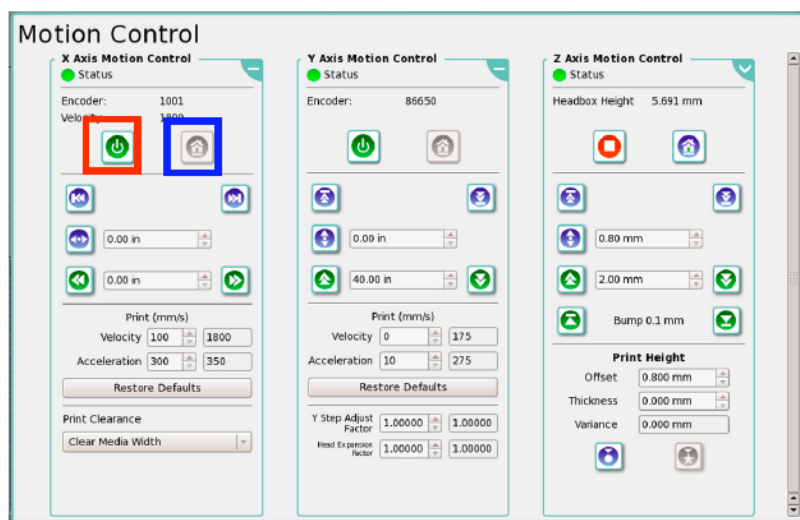 Motion Control
X Axis Motion Control
Status
Encoder: 1001
Velocity 1800
0.00 in
0.00 in
Print (mm/s)
Velocity 100 1800
Acceleration 300 350
Restore Defaults
Print Clearance
Clear Media Width
Y Axis Motion Control
Status
Encoder: 86650
0.00 in
40.00 in
Print (mm/s)
Velocity 0 175
Acceleration 10 275
Restore Defaults
Y Step Adjust
Factor 1.00000 1.00000
Head Expansion
Factor 1.00000 1.00000
Z Axis Motion Control
Status
Headbox Height 5.691 mm
0.80 mm
2.00 mm
Bump 0.1 mm
Print Height
Offset 0.800 mm
Thickness 0.000 mm
Variance 0.000 mm